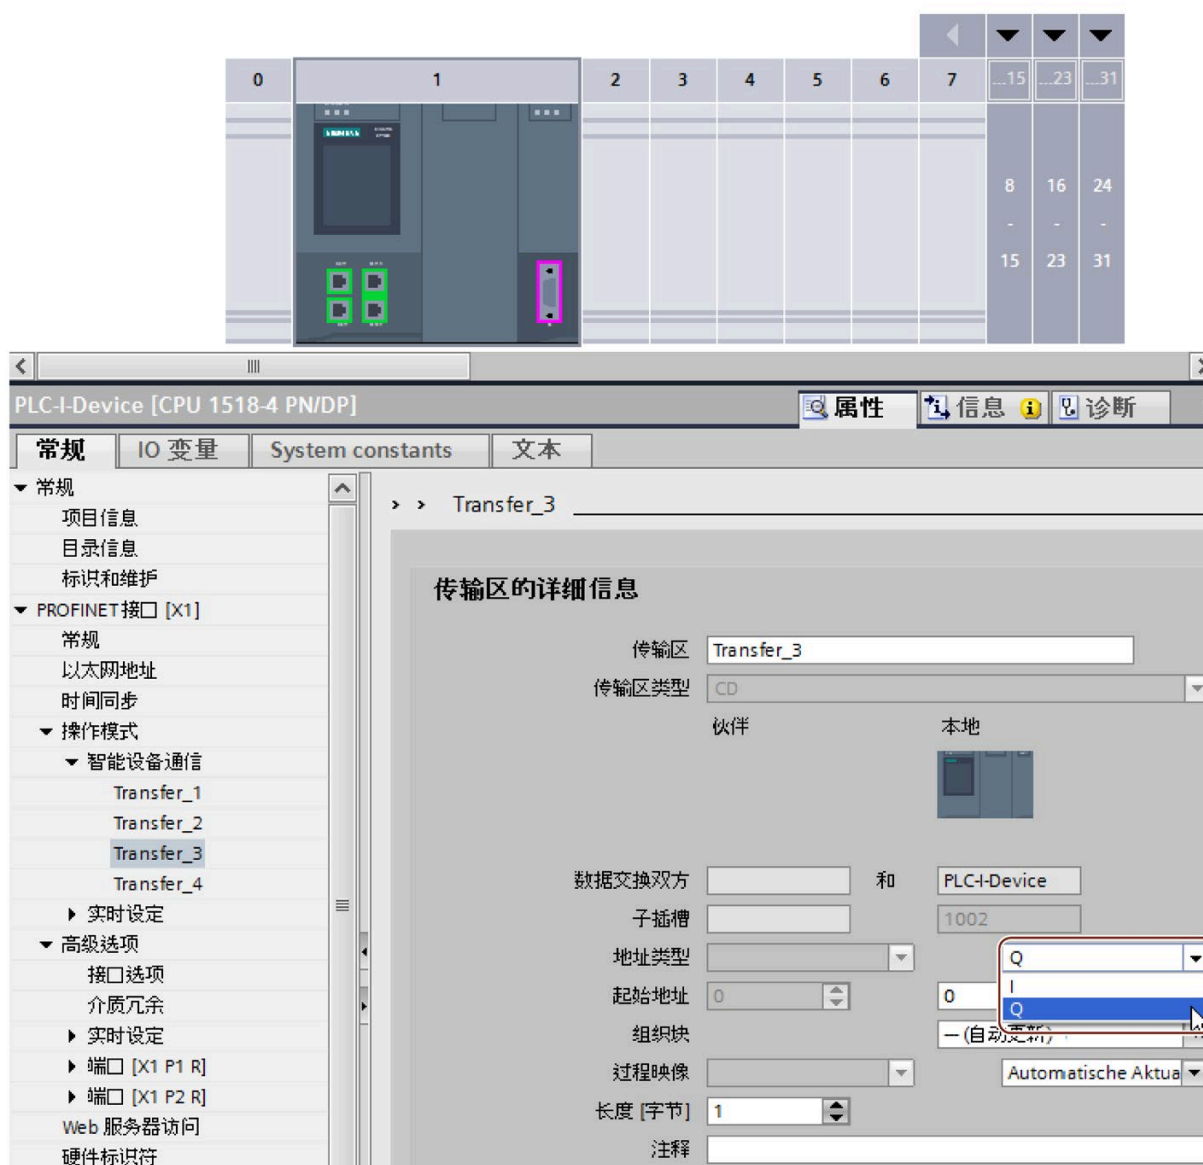 0 1 2 3 4 5 6 7 ...15 ...23 ...31
8 16 24
- - -
15 23 31
SIEMENS
PLC-I-Device [CPU 1518-4 PN/DP]
属性 信息 诊断
常规 IO 变量 System constants 文本
常规
项目信息
目录信息
标识和维护
PROFINET接口 [X1]
常规
以太网地址
时间同步
操作模式
智能设备通信
Transfer_1
Transfer_2
Transfer_3
Transfer_4
实时设定
高级选项
接口选项
介质冗余
实时设定
端口 [X1 P1 R]
端口 [X1 P2 R]
Web 服务器访问
硬件标识符
> > Transfer_3
传输区的详细信息
传输区 Transfer_3
传输区类型 CD
伙伴 本地
数据交换双方 和 PLC-I-Device
子插槽 1002
地址类型 Q
I
Q
起始地址 0 0
组织块 —(自动更新)
过程映像 Automatische Aktua
长度 [字节] 1
注释